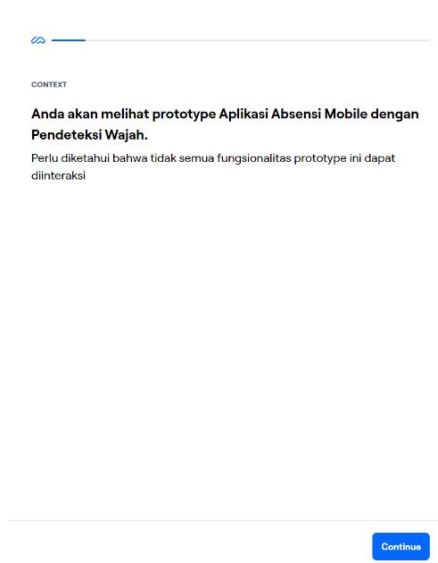 CONTEXT
Anda akan melihat prototype Aplikasi Absensi Mobile dengan
Pendeteksi Wajah.
Perlu diketahui bahwa tidak semua fungsionalitas prototype ini dapat
diinteraksi
Continue